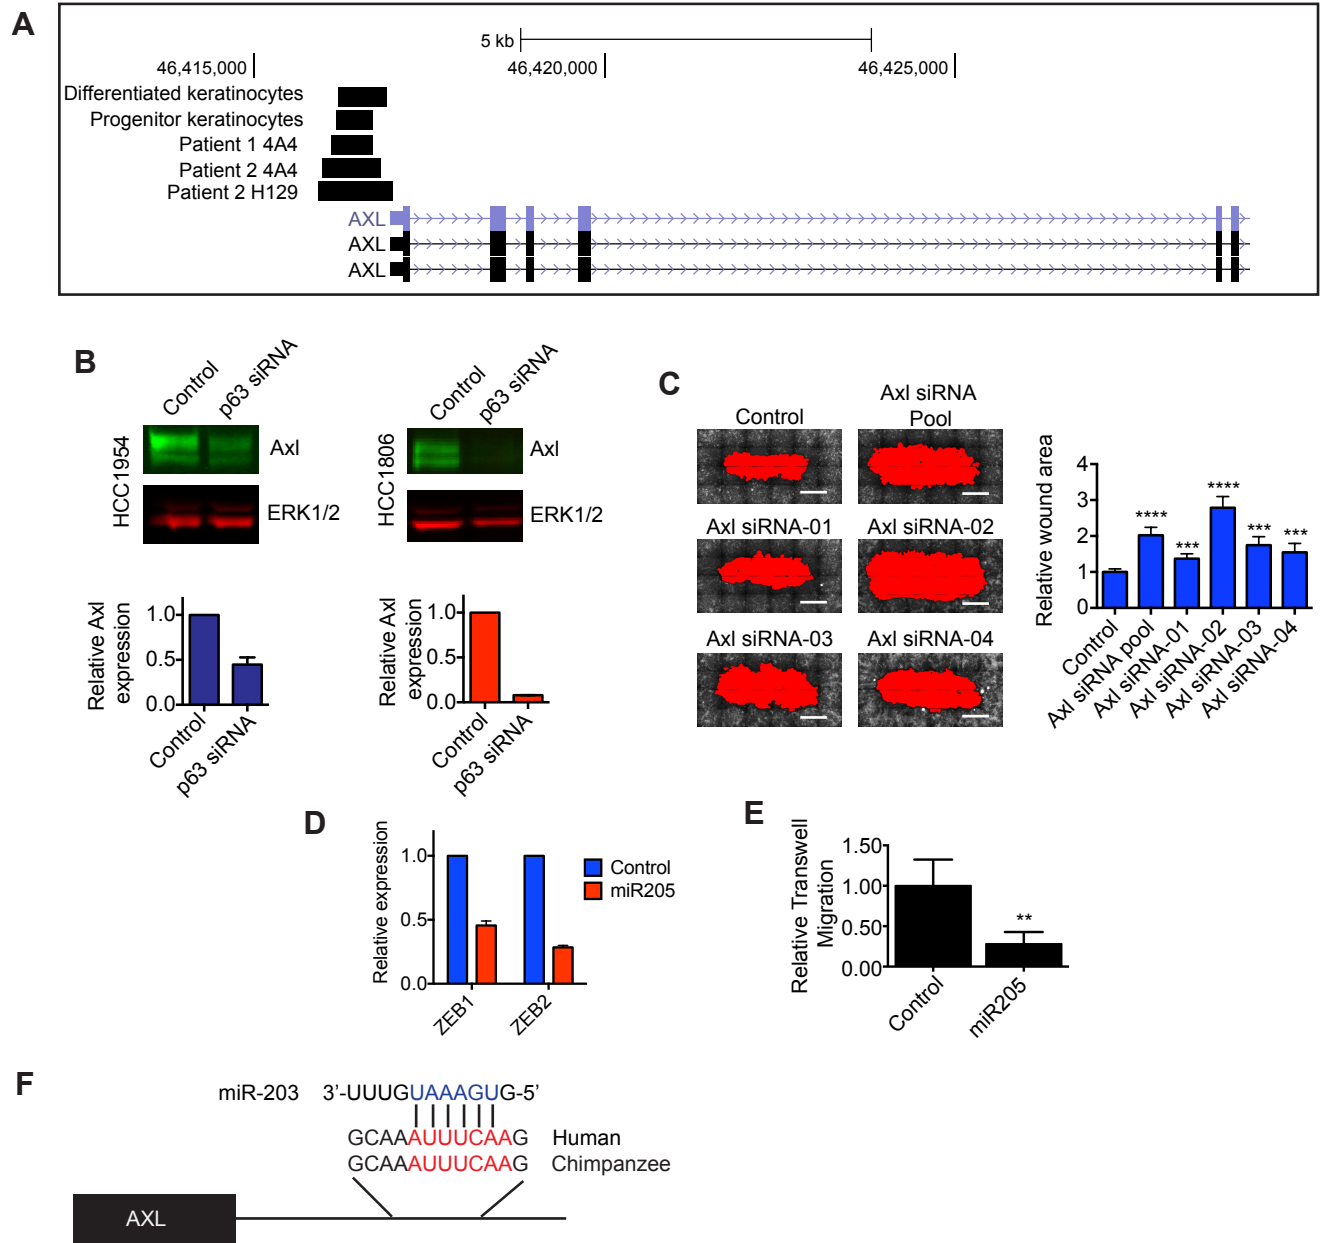 A
5 kb
46,415,000
46,420,000
46,425,000
Differentiated keratinocytes
Progenitor keratinocytes
Patient 1 4A4
Patient 2 4A4
Patient 2 H129
AXL
AXL
AXL
B
Control
p63 siRNA
HCC1954
Axl
ERK1/2
Relative Axl
expression
1.0
0.5
0.0
Control
p63 siRNA
Control
p63 siRNA
HCC1806
Axl
ERK1/2
Relative Axl
expression
1.0
0.5
0.0
Control
p63 siRNA
C
Control
Axl siRNA
Pool
Axl siRNA-01
Axl siRNA-02
Axl siRNA-03
Axl siRNA-04
Relative wound area
4
3
2
1
0
****
***
****
***
***
Control
Axl siRNA pool
Axl siRNA-01
Axl siRNA-02
Axl siRNA-03
Axl siRNA-04
D
Relative expression
1.0
0.5
0.0
ZEB1
ZEB2
Control
miR205
E
Relative Transwell
Migration
1.50
1.00
0.50
0.00
**
Control
miR205
F
miR-203 3'-UUUGUAAAGUG-5'
GCAAAUUUCAAG Human
GCAAAUUUCAAG Chimpanzee
AXL